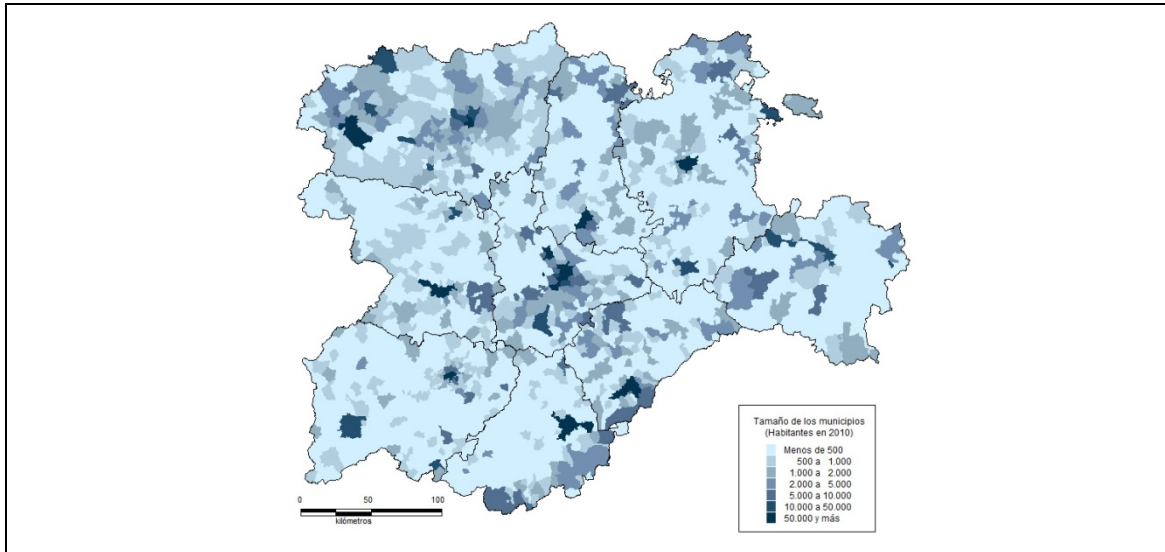 Tamaño de los municipios
(Habitantes en 2010)
Menos de 500
500 a 1.000
1.000 a 2.000
2.000 a 5.000
5.000 a 10.000
10.000 a 50.000
50.000 y más
0 50 100
kilómetros